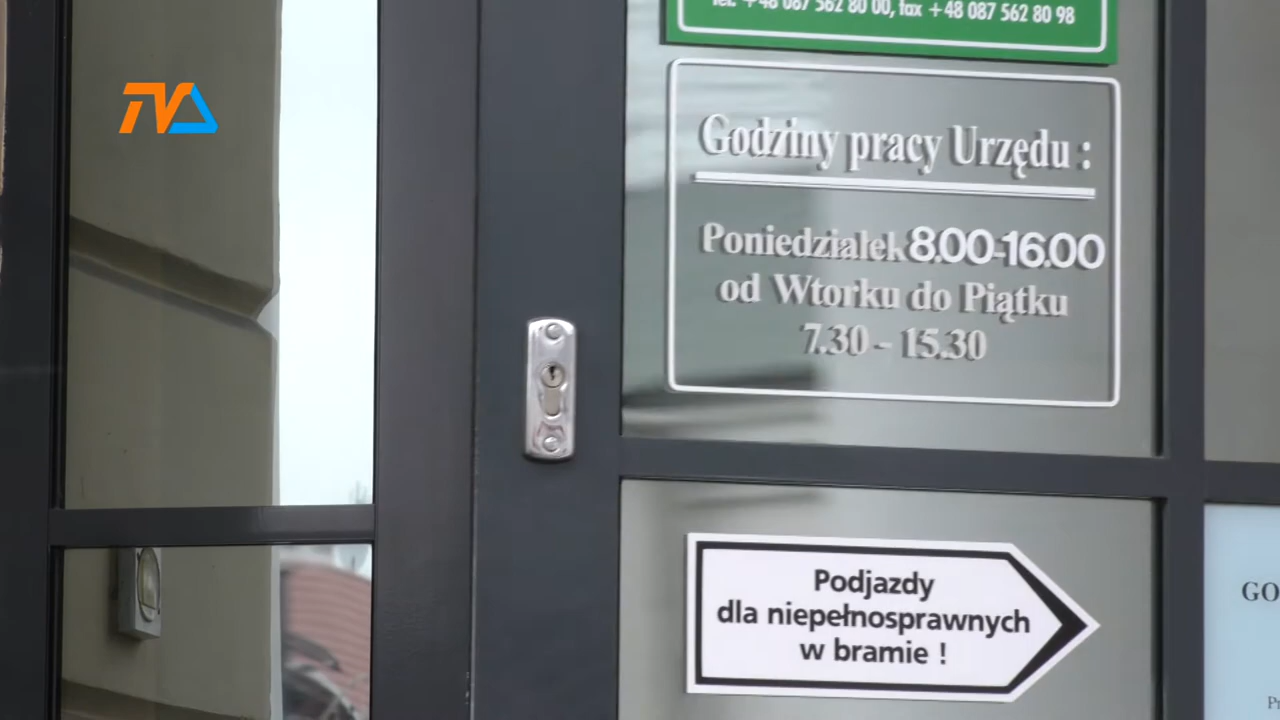 TVA
Tel. +48 087 562 80 00, fax +48 087 562 80 98
Godziny pracy Urzędu :
Poniedziałek 8.00-16.00
od Wtorku do Piątku
7.30 - 15.30
Podjazdy
dla niepełnosprawnych
w bramie !
GO